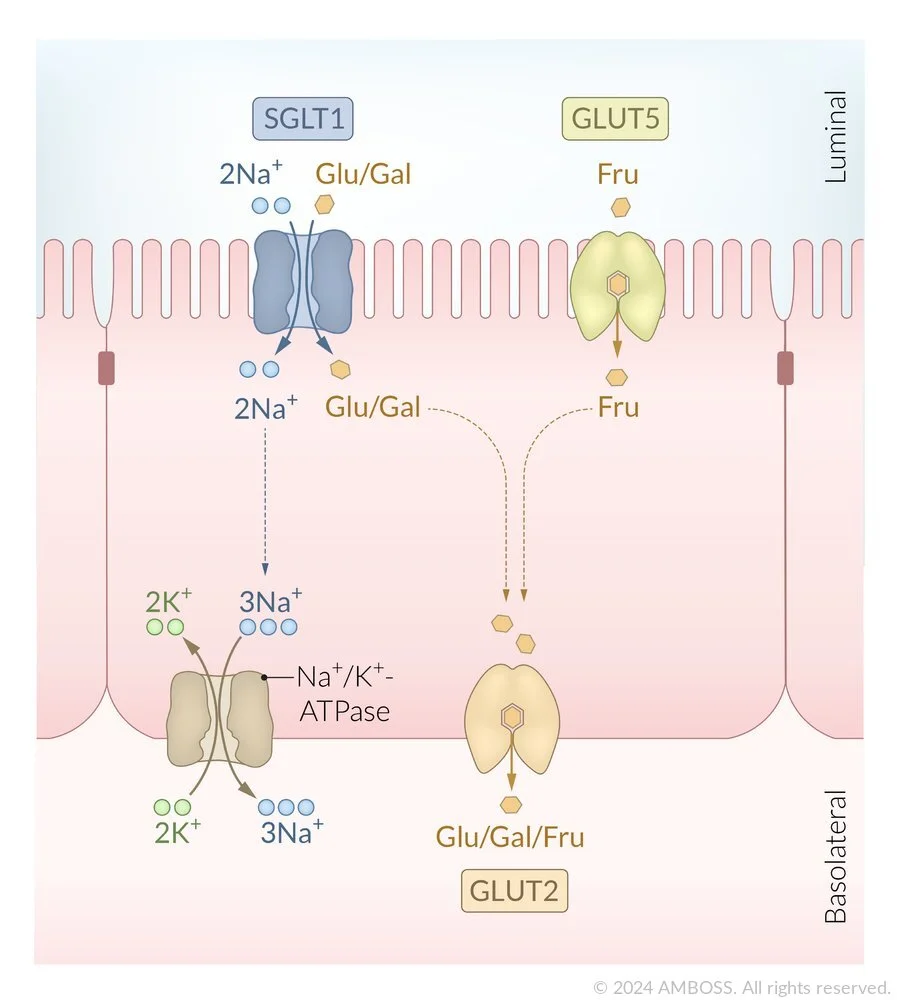 SGLT1
GLUT5
Luminal
2Na⁺
Glu/Gal
Fru
2Na⁺
Glu/Gal
Fru
2K⁺
3Na⁺
Na⁺/K⁺-
ATPase
2K⁺
3Na⁺
Glu/Gal/Fru
GLUT2
Basolateral
© 2024 AMBOSS. All rights reserved.